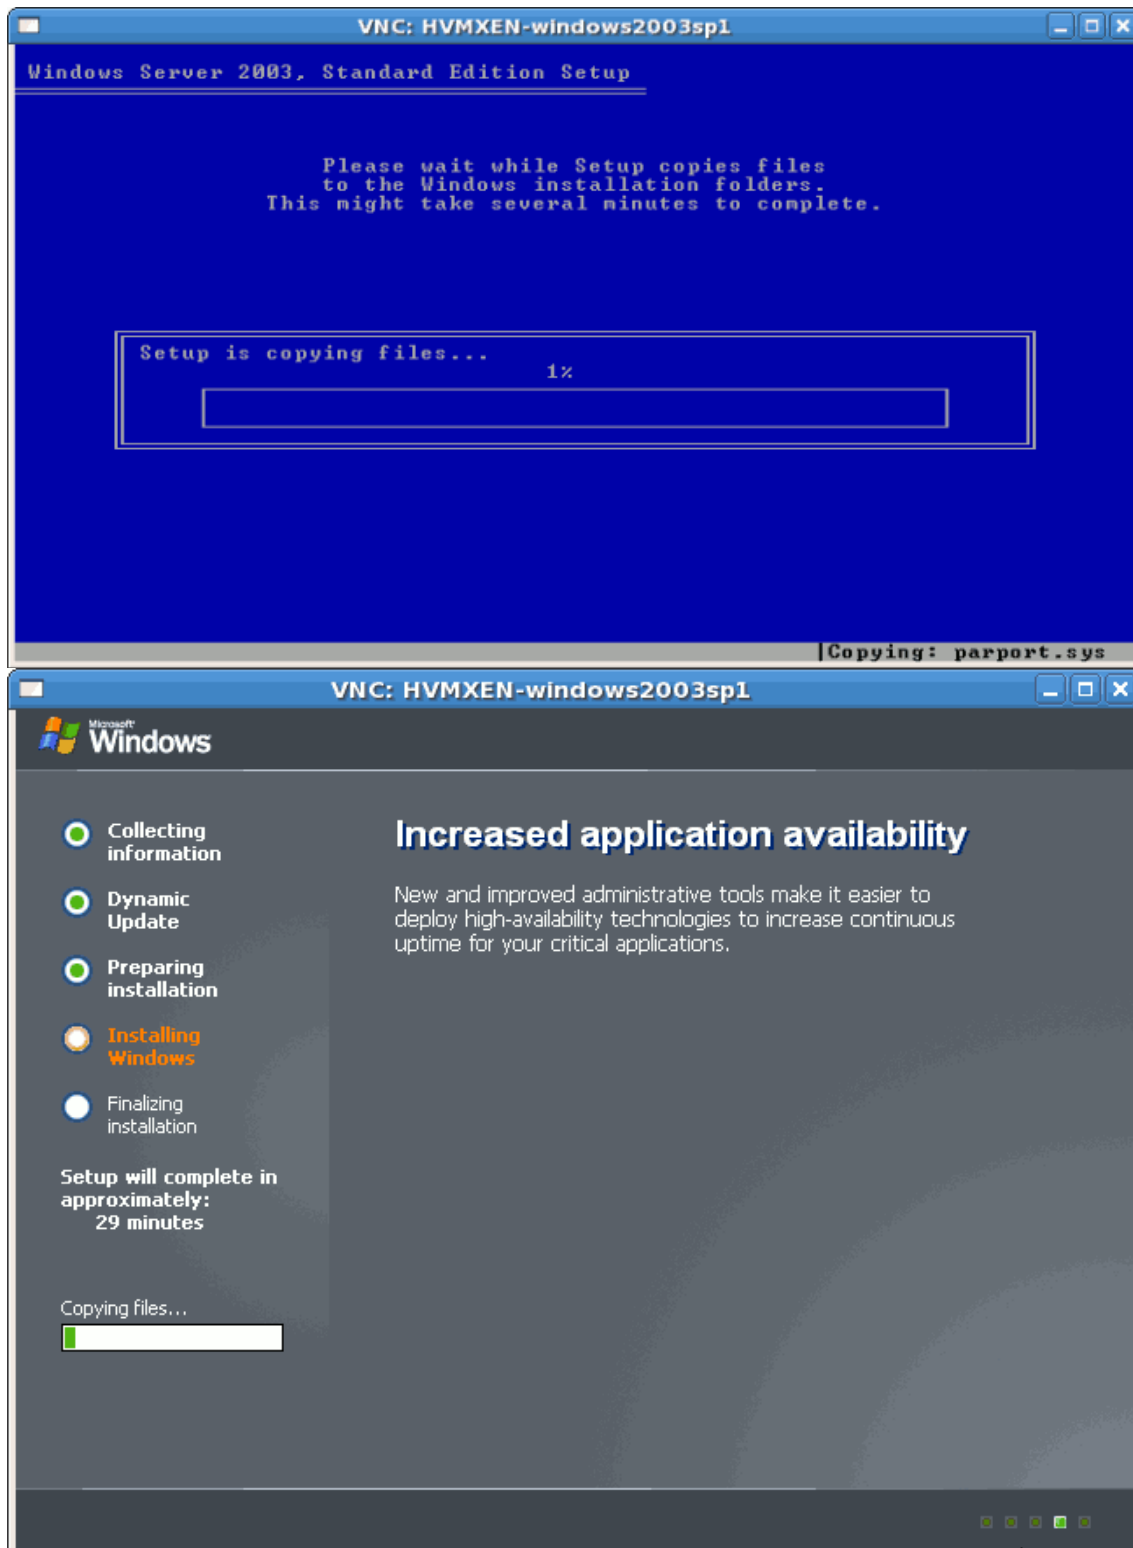 VNC: HVMXEN-windows2003sp1
Windows Server 2003, Standard Edition Setup
Please wait while Setup copies files
to the Windows installation folders.
This might take several minutes to complete.
Setup is copying files...
1%
|Copying: parport.sys
VNC: HVMXEN-windows2003sp1
Microsoft
Windows
Collecting
information
Dynamic
Update
Preparing
installation
Installing
Windows
Finalizing
installation
Setup will complete in
approximately:
29 minutes
Copying files...
Increased application availability
New and improved administrative tools make it easier to
deploy high-availability technologies to increase continuous
uptime for your critical applications.